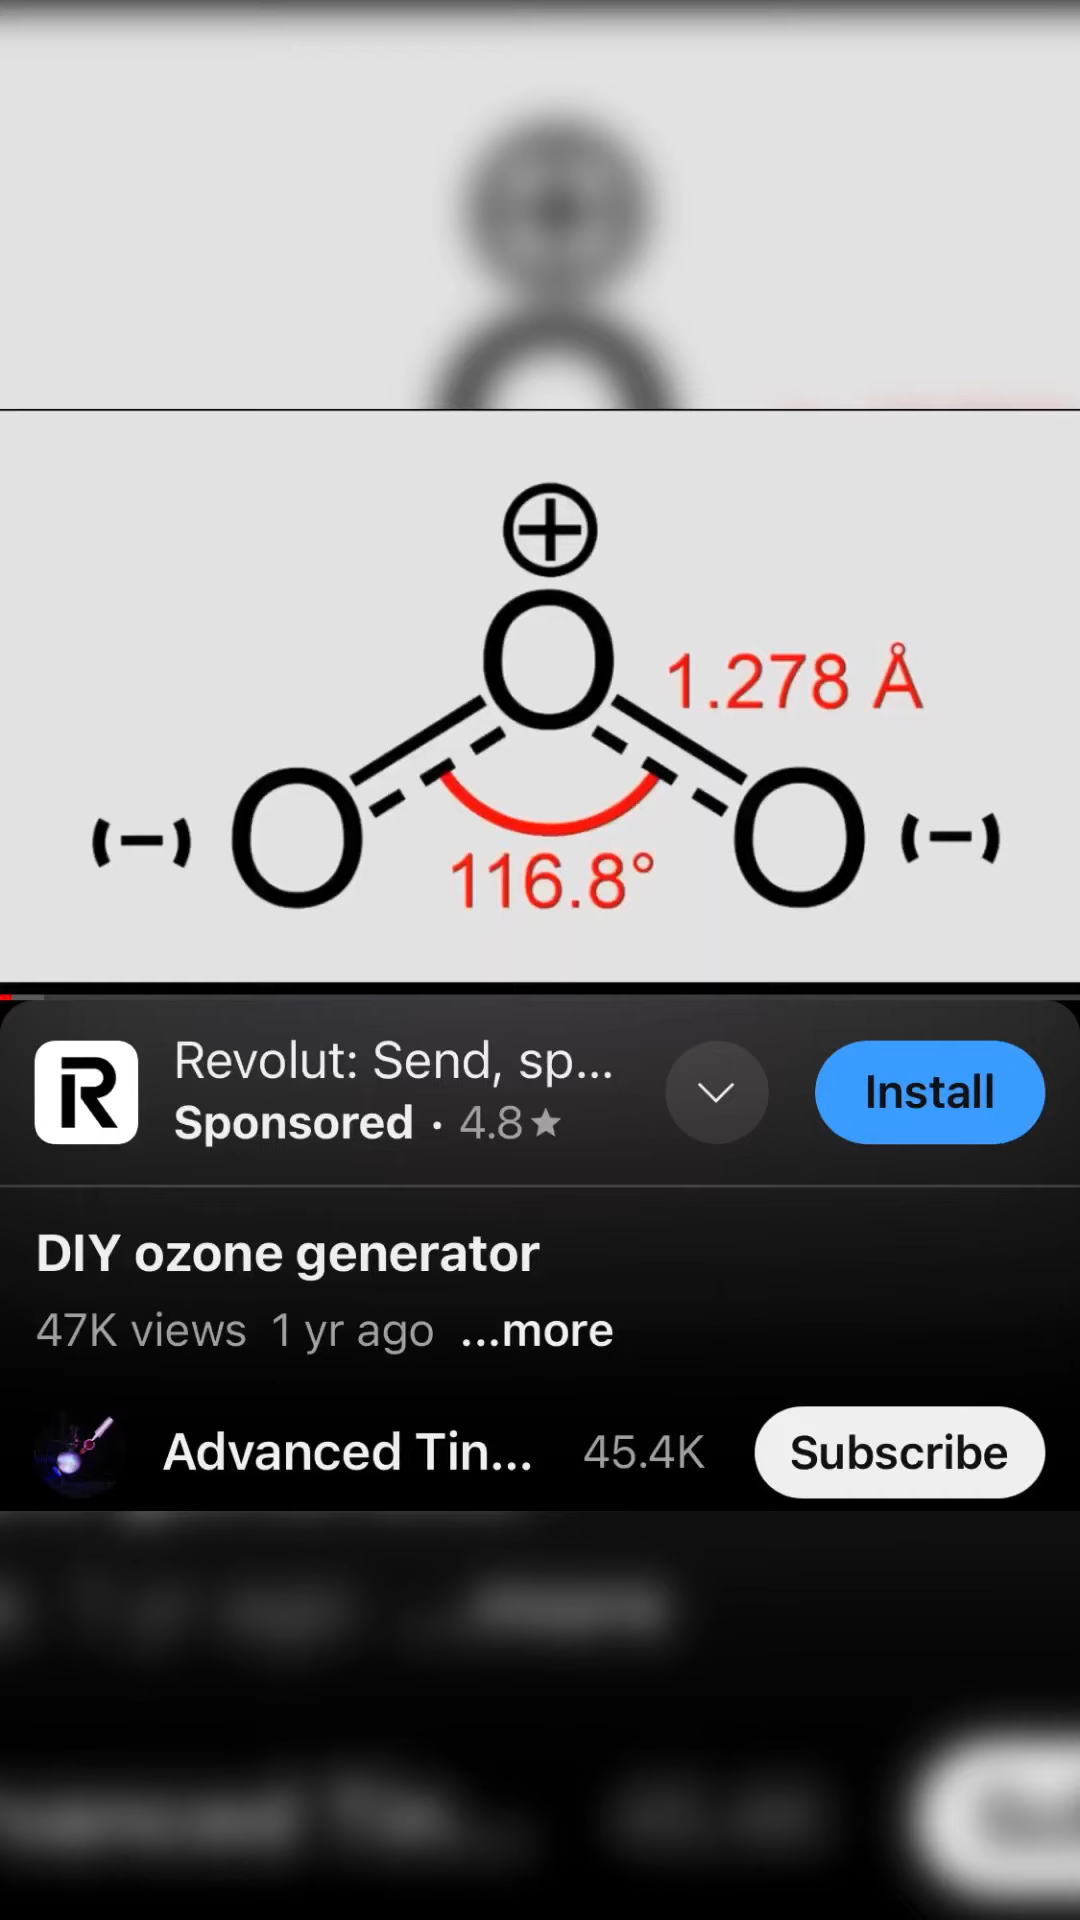 ⊕
O
1.278 Å
(-) O O (-)
116.8°
R
Revolut: Send, sp...
Sponsored · 4.8★
Install
DIY ozone generator
47K views 1 yr ago ...more
Advanced Tin... 45.4K Subscribe